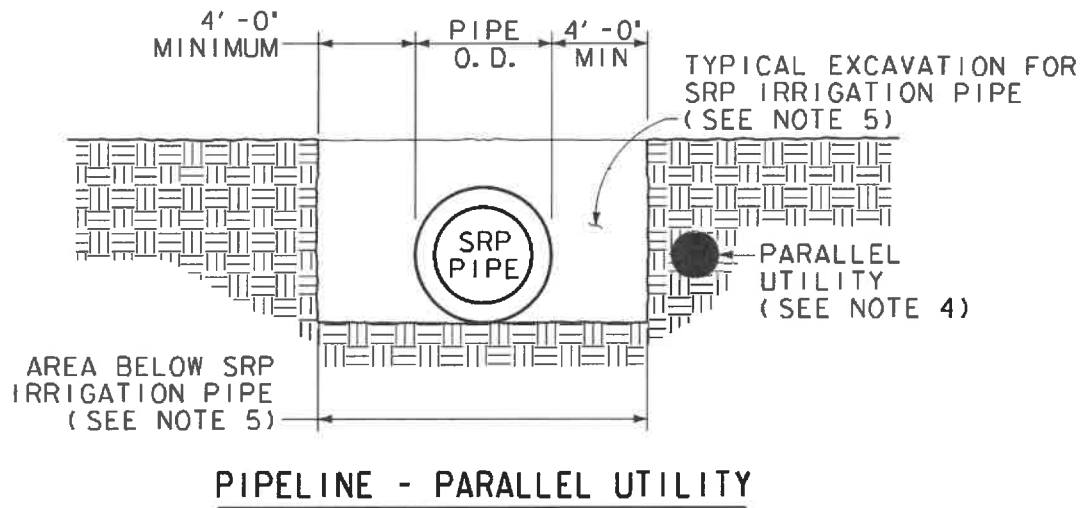 4'-0"
MINIMUM
PIPE
O.D.
4'-0"
MIN
TYPICAL EXCAVATION FOR
SRP IRRIGATION PIPE
(SEE NOTE 5)
SRP
PIPE
PARALLEL
UTILITY
(SEE NOTE 4)
AREA BELOW SRP
IRRIGATION PIPE
(SEE NOTE 5)
PIPELINE - PARALLEL UTILITY